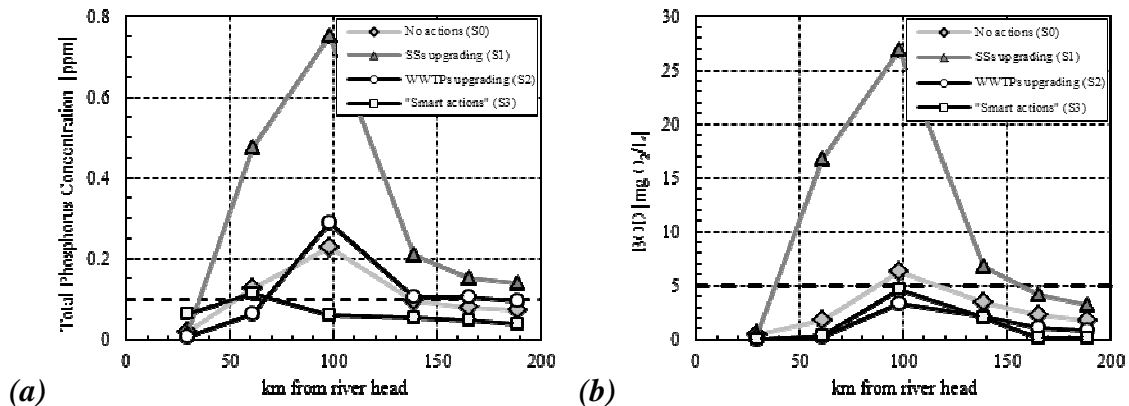 0.8
0.6
0.4
0.2
0
Total Phosphorus Concentration [ppm]
No actions (S0)
SSs upgrading (S1)
WWTPs upgrading (S2)
"Smart actions" (S3)
0 50 100 150 200
km from river head
(a)
30
25
20
15
10
5
0
BOD [mg O2/L]
No actions (S0)
SSs upgrading (S1)
WWTPs upgrading (S2)
"Smart actions" (S3)
0 50 100 150 200
km from river head
(b)